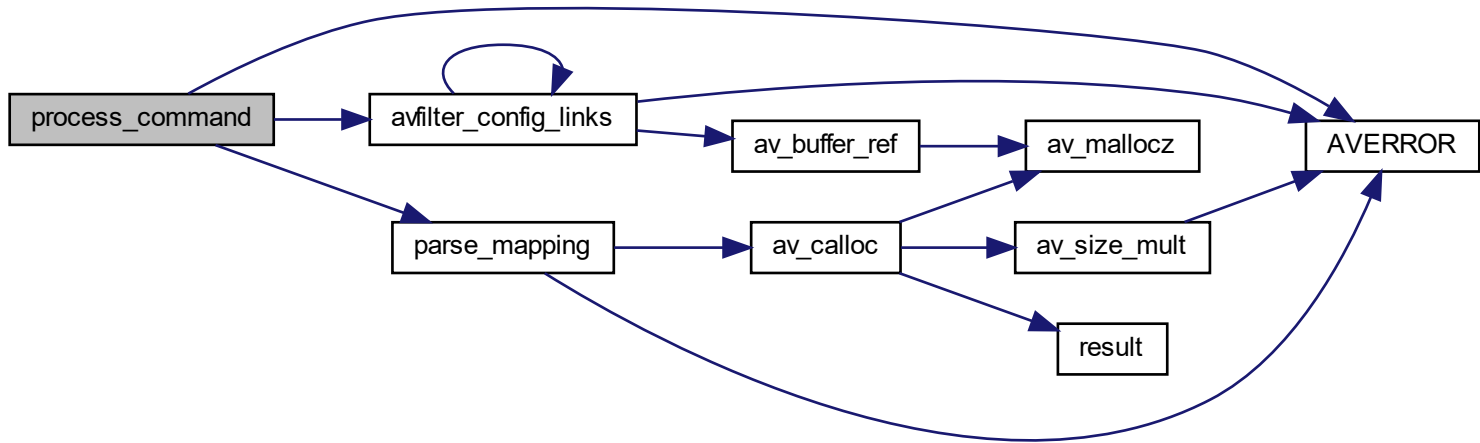 process_command
avfilter_config_links
av_buffer_ref
av_mallocz
AVERROR
parse_mapping
av_calloc
av_size_mult
result